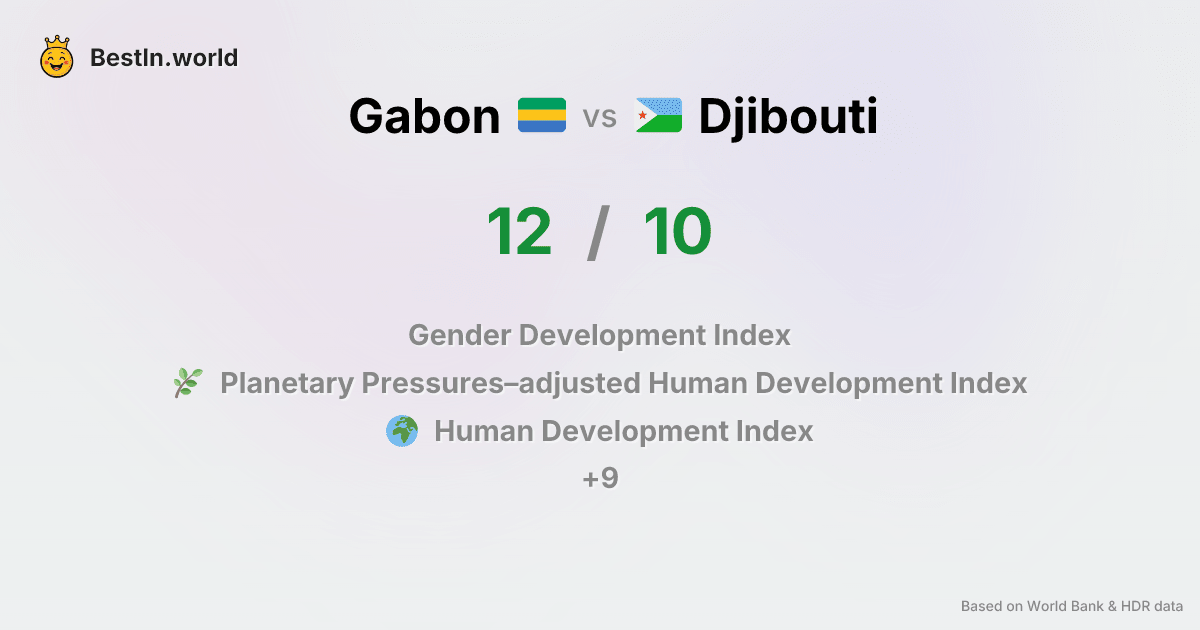 BestIn.world
Gabon vs Djibouti
12 / 10
Gender Development Index
Planetary Pressures–adjusted Human Development Index
Human Development Index
+9
Based on World Bank & HDR data